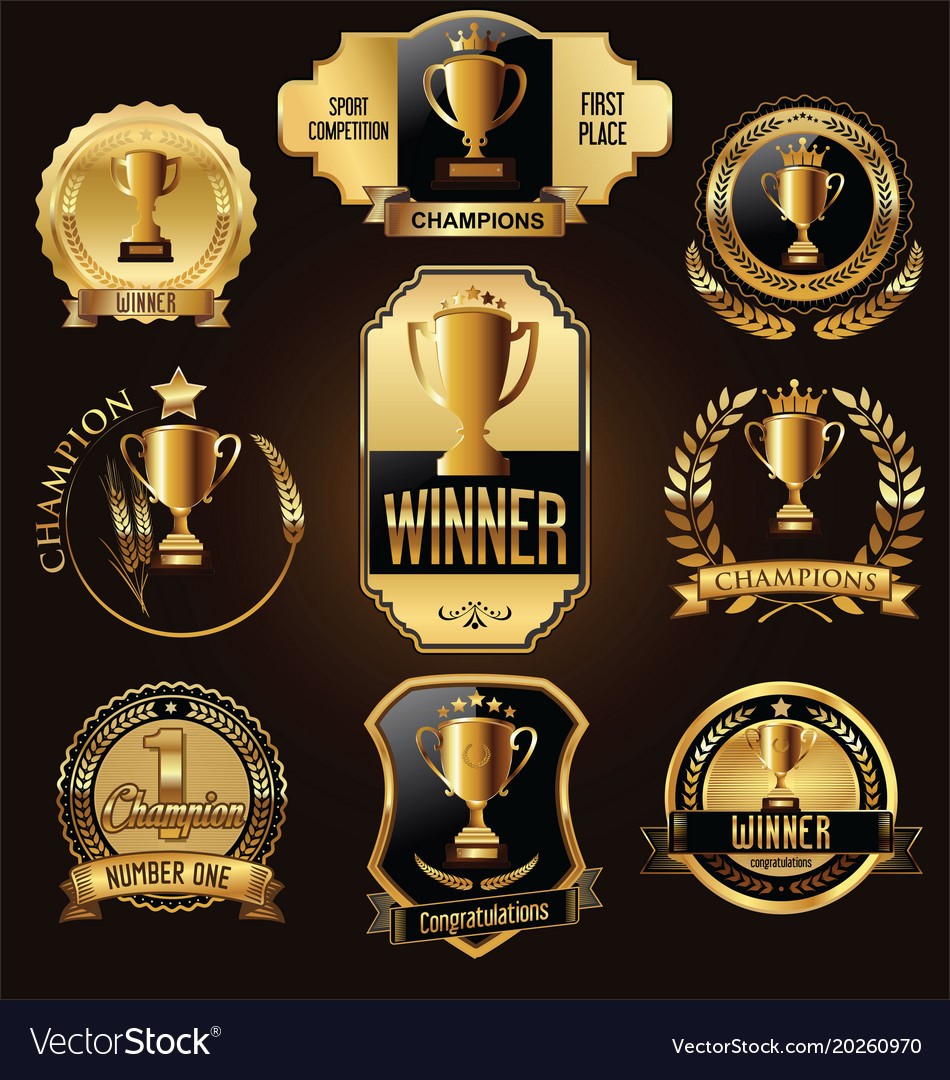 SPORT
COMPETITION
FIRST
PLACE
CHAMPIONS
WINNER
CHAMPION
WINNER
CHAMPIONS
1
Champion
NUMBER ONE
Congratulations
WINNER
congratulations
VectorStock®
VectorStock.com/20260970